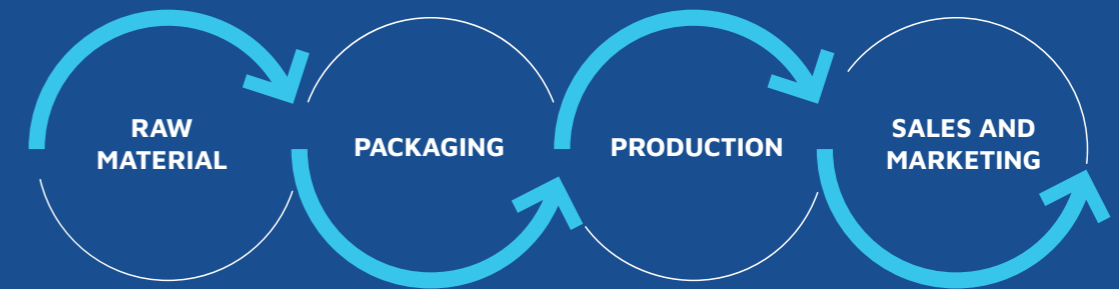 RAW
MATERIAL
PACKAGING
PRODUCTION
SALES AND
MARKETING